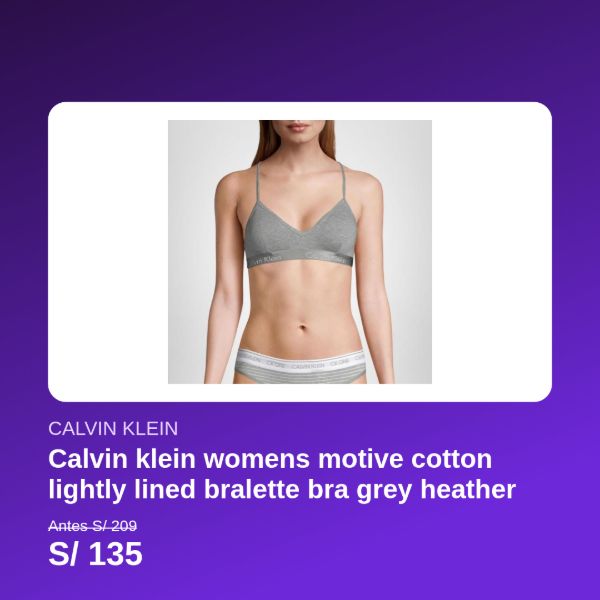 CALVIN KLEIN
Calvin klein womens motive cotton
lightly lined bralette bra grey heather
Antes S/ 209
S/ 135